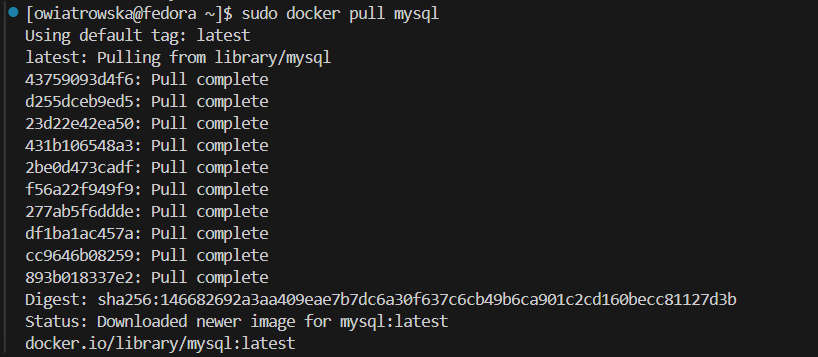 [owiatrowska@fedora ~]$ sudo docker pull mysql
Using default tag: latest
latest: Pulling from library/mysql
43759093d4f6: Pull complete
d255dceb9ed5: Pull complete
23d22e42ea50: Pull complete
431b106548a3: Pull complete
2be0d473cadf: Pull complete
f56a22f949f9: Pull complete
277ab5f6ddde: Pull complete
df1ba1ac457a: Pull complete
cc9646b08259: Pull complete
893b018337e2: Pull complete
Digest: sha256:146682692a3aa409eae7b7dc6a30f637c6cb49b6ca901c2cd160becc81127d3b
Status: Downloaded newer image for mysql:latest
docker.io/library/mysql:latest